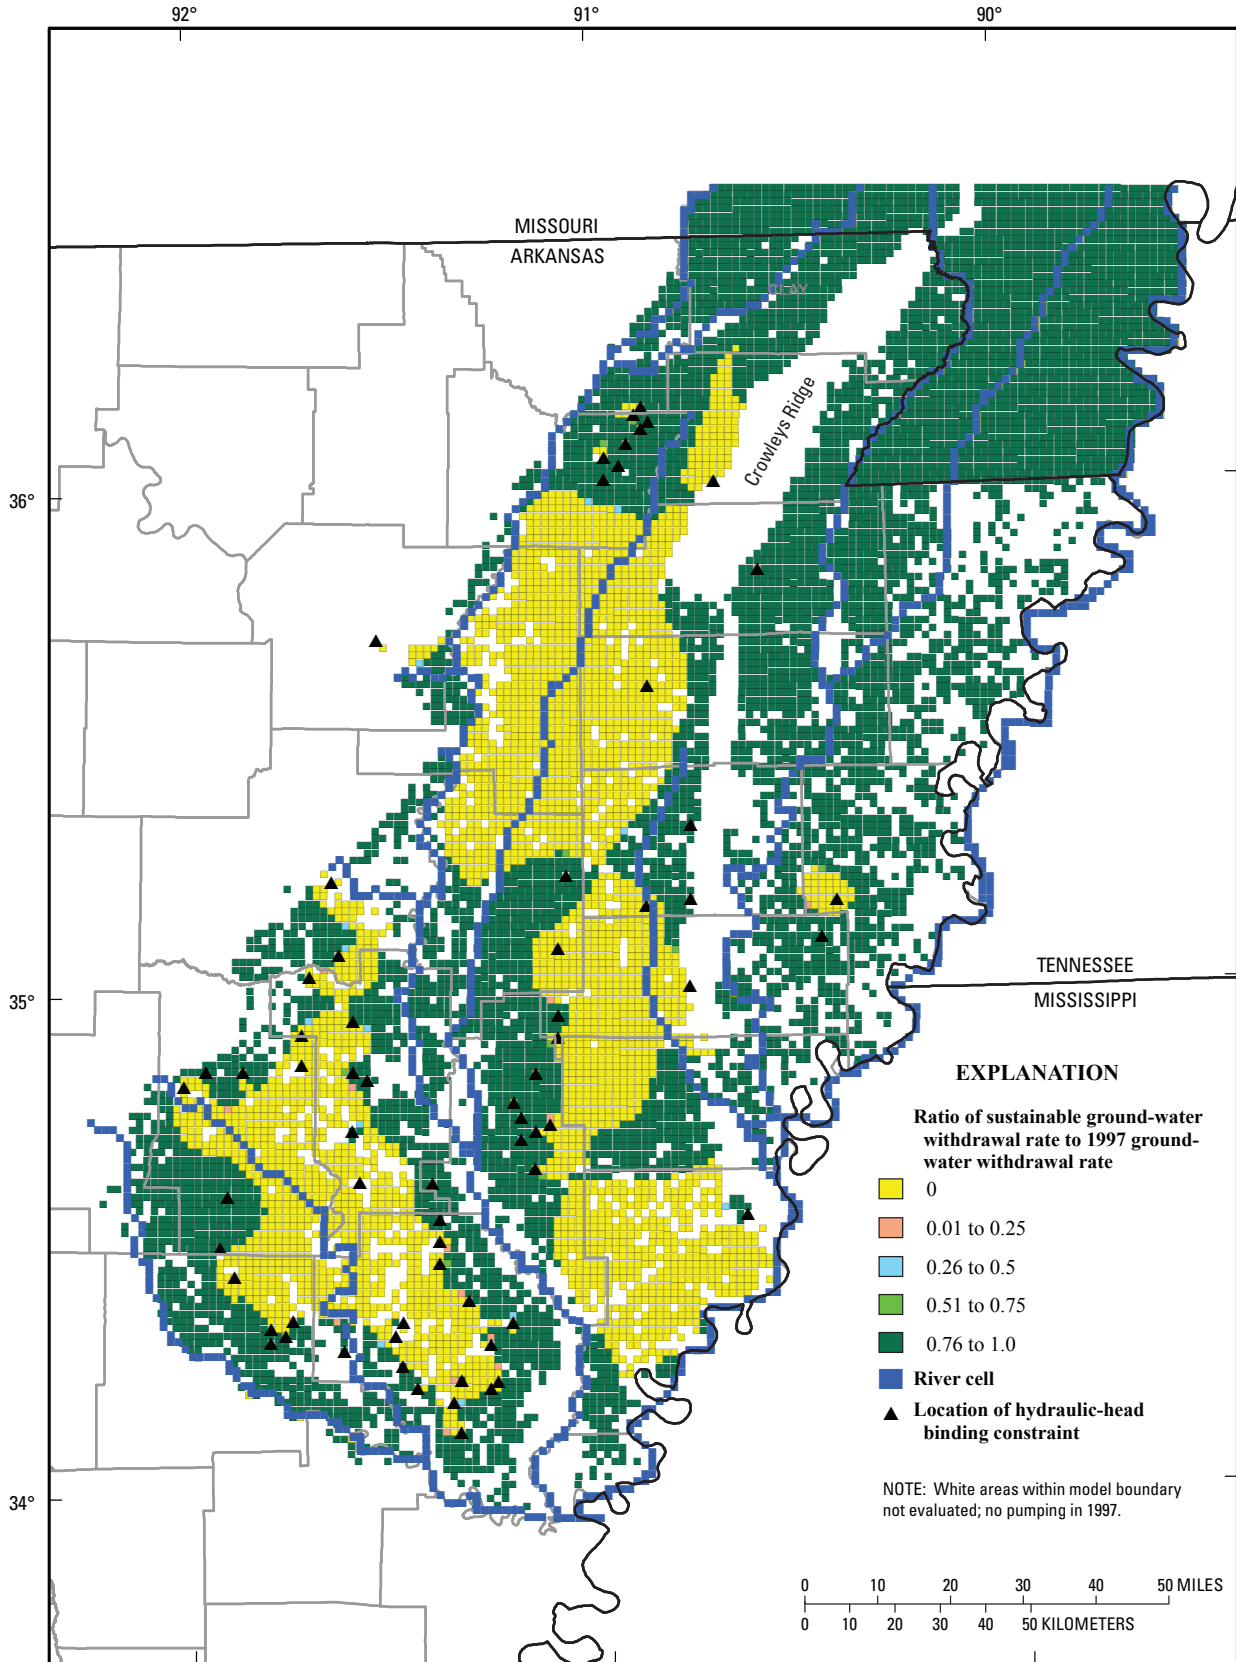 92°
91°
90°
MISSOURI
ARKANSAS
CLAY
Crowleys Ridge
36°
35°
34°
TENNESSEE
MISSISSIPPI
EXPLANATION
Ratio of sustainable ground-water
withdrawal rate to 1997 ground-
water withdrawal rate
0
0.01 to 0.25
0.26 to 0.5
0.51 to 0.75
0.76 to 1.0
River cell
Location of hydraulic-head
binding constraint
NOTE: White areas within model boundary
not evaluated; no pumping in 1997.
0 10 20 30 40 50 MILES
0 10 20 30 40 50 KILOMETERS